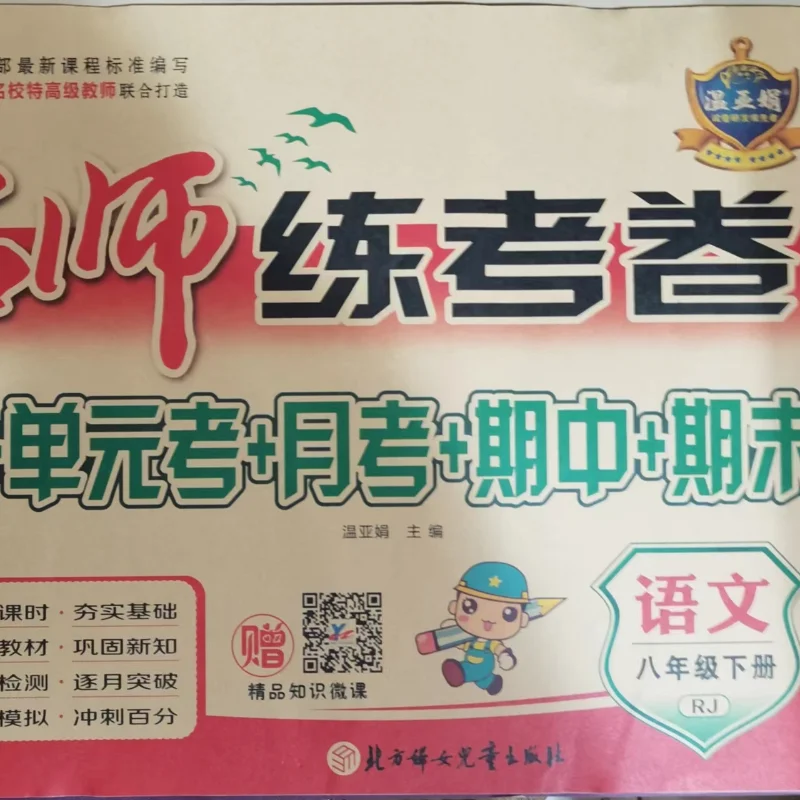 部最新课程标准编写
名校特高级教师联合打造
温亚娟
师练考卷
单元考+月考+期中+期末
温亚娟 主编
课时·夯实基础
教材·巩固新知
检测·逐月突破
模拟·冲刺百分
赠
精品知识微课
语文
八年级下册
RJ
北方妇女儿童出版社